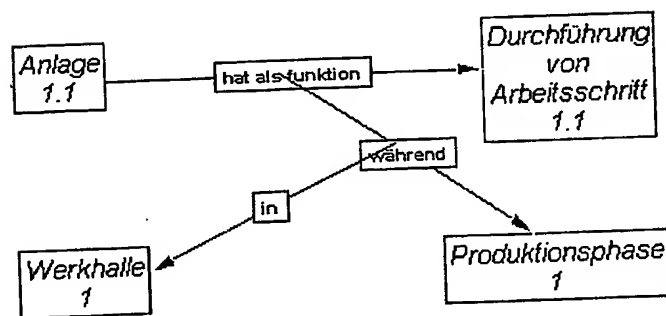 Anlage
1.1
hat als funktion
Durchführung
von
Arbeitsschritt
1.1
während
in
Werkhalle
1
Produktionsphase
1